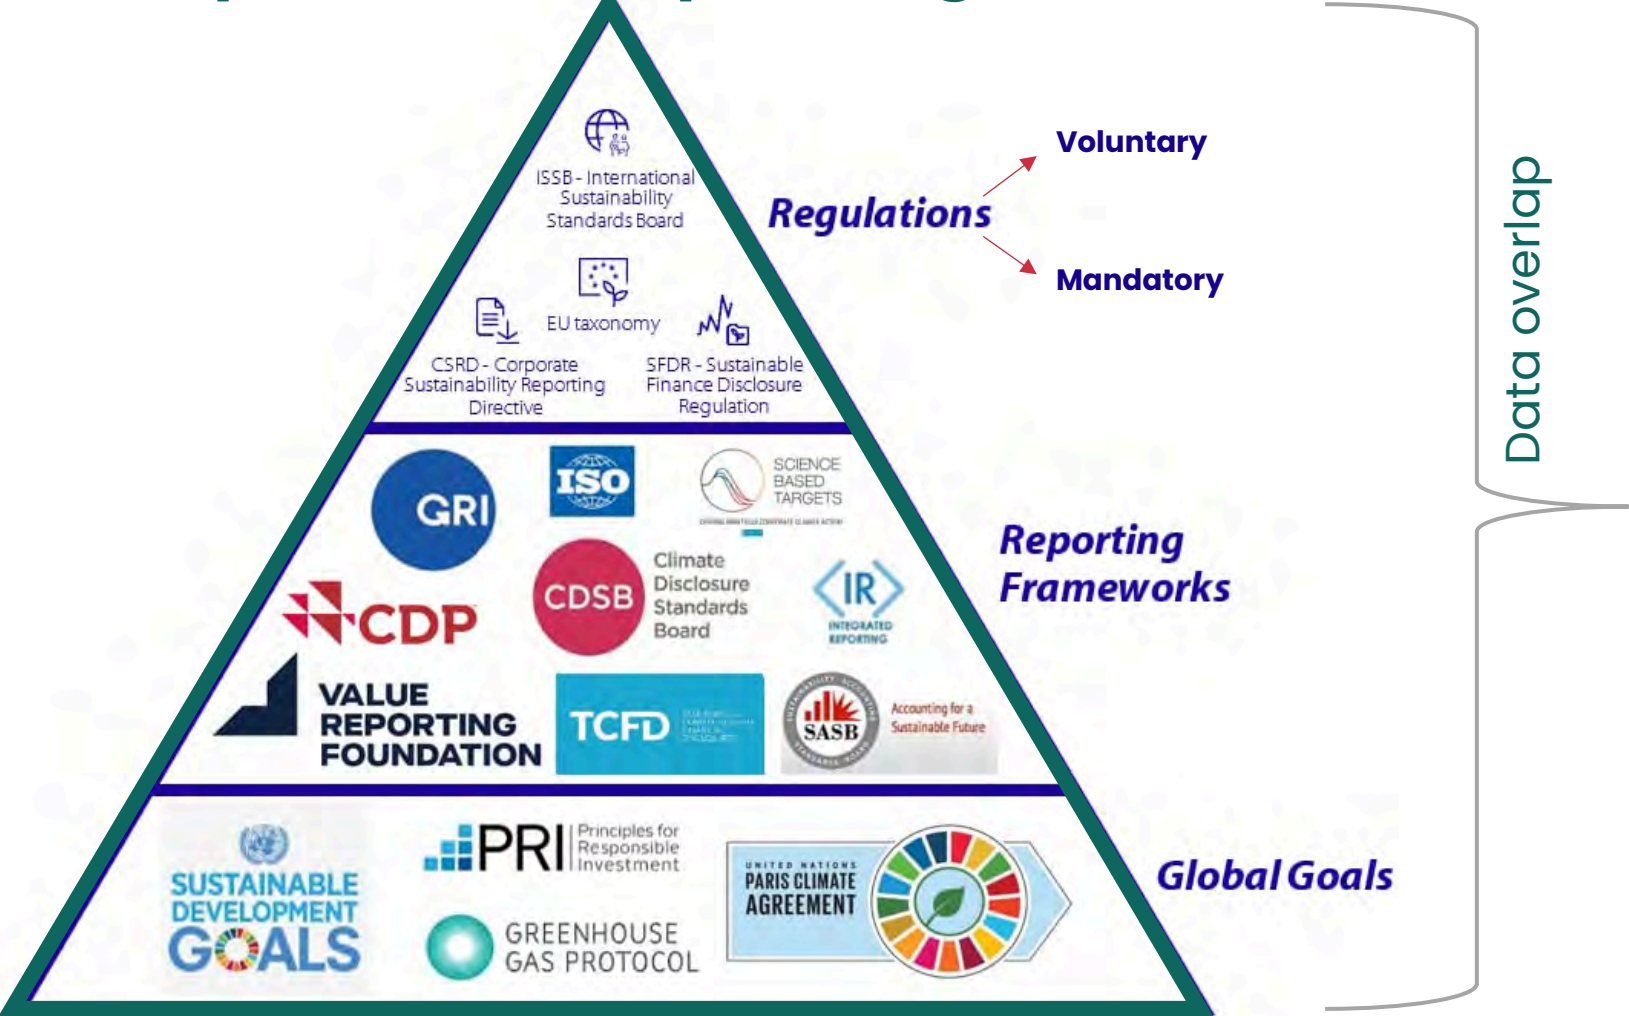 ISSB - International
Sustainability
Standards Board
Voluntary
Regulations
Mandatory
EU taxonomy
CSRD - Corporate
Sustainability Reporting
Directive
SFDR - Sustainable
Finance Disclosure
Regulation
Data overlap
GRI
ISO
SCIENCE
BASED
TARGETS
Reporting
Frameworks
CDP
CDSB
Climate
Disclosure
Standards
Board
IR
INTEGRATED
REPORTING
VALUE
REPORTING
FOUNDATION
TCFD
SASB
Accounting for a
Sustainable Future
Global Goals
SUSTAINABLE
DEVELOPMENT
GOALS
PRI
Principles for
Responsible
Investment
GREENHOUSE
GAS PROTOCOL
UNITED NATIONS
PARIS CLIMATE
AGREEMENT